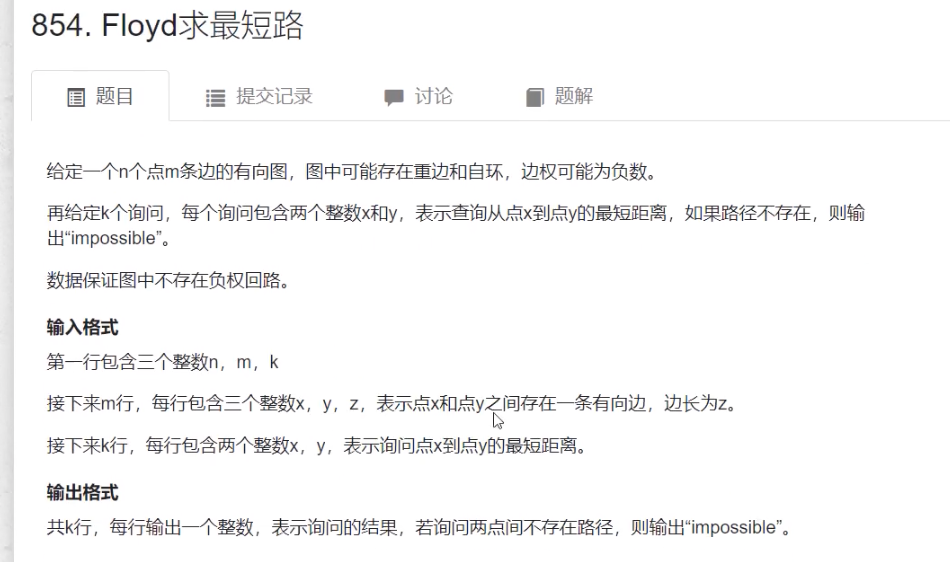 854. Floyd求最短路
题目 提交记录 讨论 题解
给定一个n个点m条边的有向图，图中可能存在重边和自环，边权可能为负数。
再给定k个询问，每个询问包含两个整数x和y，表示查询从点x到点y的最短距离，如果路径不存在，则输
出“impossible”。
数据保证图中不存在负权回路。
输入格式
第一行包含三个整数n，m，k
接下来m行，每行包含三个整数x，y，z，表示点x和点y之间存在一条有向边，边长为z。
接下来k行，每行包含两个整数x，y，表示询问点x到点y的最短距离。
输出格式
共k行，每行输出一个整数，表示询问的结果，若询问两点间不存在路径，则输出“impossible”。